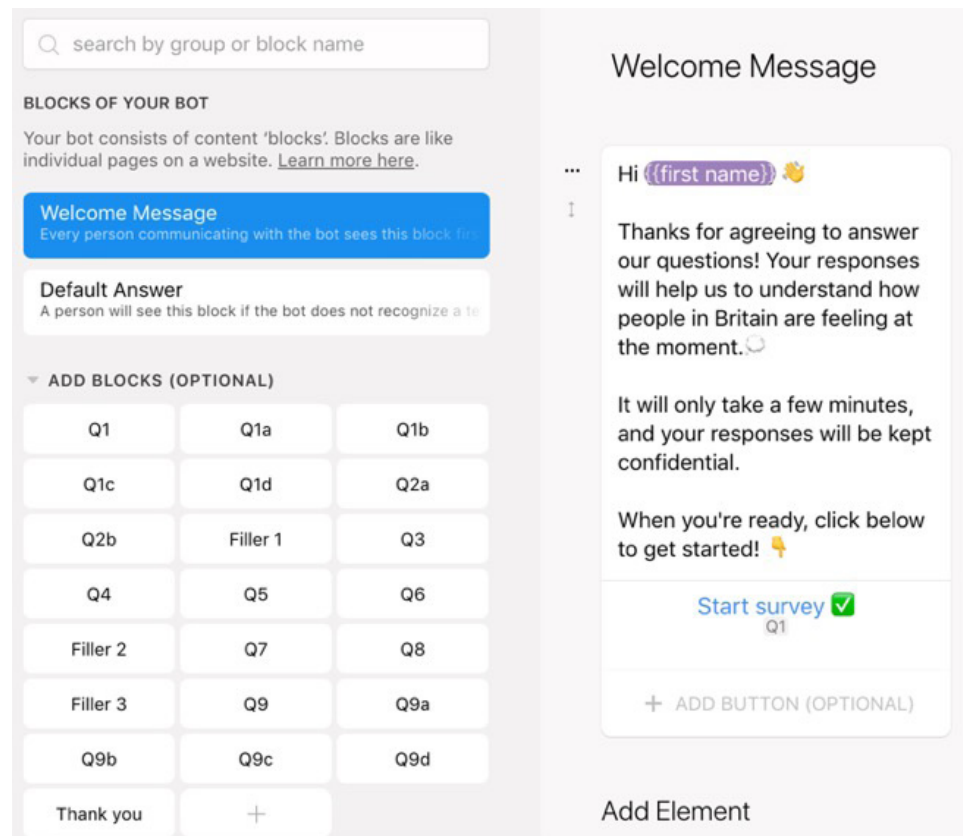 search by group or block name
BLOCKS OF YOUR BOT
Your bot consists of content ‘blocks’. Blocks are like
individual pages on a website. Learn more here.
Welcome Message
Every person communicating with the bot sees this block first
Default Answer
A person will see this block if the bot does not recognize a te
ADD BLOCKS (OPTIONAL)
Q1 Q1a Q1b
Q1c Q1d Q2a
Q2b Filler 1 Q3
Q4 Q5 Q6
Filler 2 Q7 Q8
Filler 3 Q9 Q9a
Q9b Q9c Q9d
Thank you +
Welcome Message
Hi {{first name}} 👋
Thanks for agreeing to answer
our questions! Your responses
will help us to understand how
people in Britain are feeling at
the moment.💭
It will only take a few minutes,
and your responses will be kept
confidential.
When you're ready, click below
to get started! 👇
Start survey ✅
Q1
+ ADD BUTTON (OPTIONAL)
Add Element